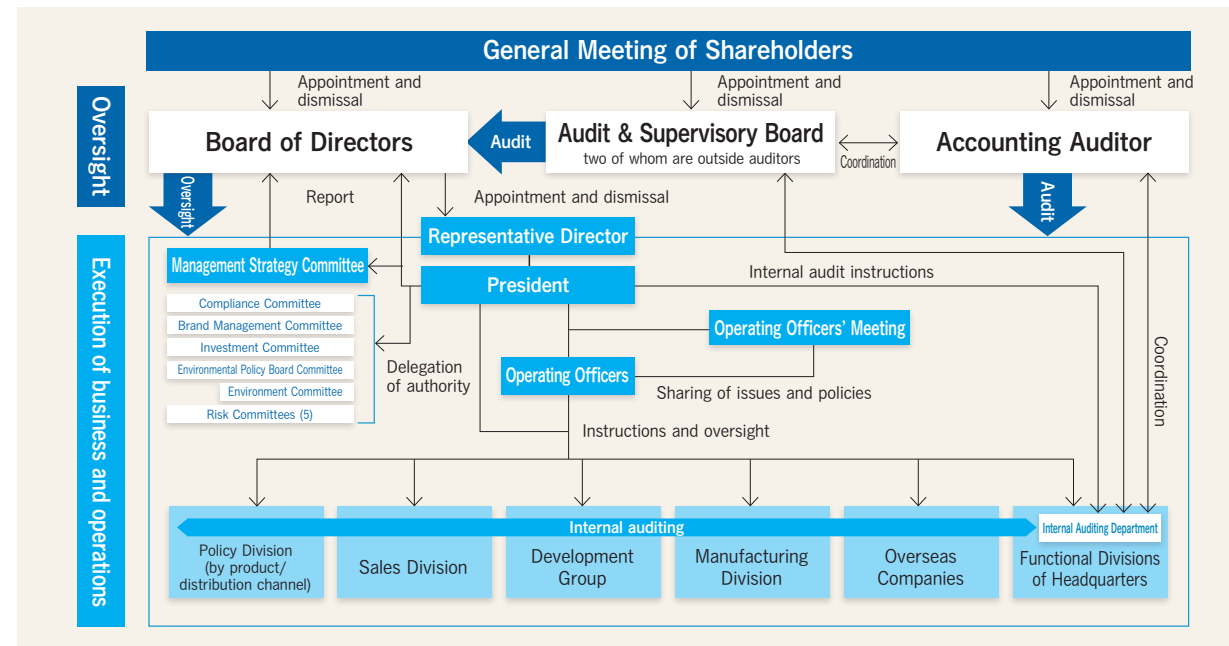 General Meeting of Shareholders
Appointment and
dismissal
Appointment and
dismissal
Appointment and
dismissal
Oversight
Board of Directors
Audit
Audit & Supervisory Board
two of whom are outside auditors
Coordination
Accounting Auditor
Oversight
Report
Appointment and dismissal
Audit
Execution of business and operations
Representative Director
Management Strategy Committee
President
Internal audit instructions
Compliance Committee
Brand Management Committee
Investment Committee
Environmental Policy Board Committee
Environment Committee
Risk Committees (5)
Delegation
of authority
Operating Officers' Meeting
Operating Officers
Sharing of issues and policies
Coordination
Instructions and oversight
Internal auditing
Internal Auditing Department
Policy Division
(by product/
distribution channel)
Sales Division
Development
Group
Manufacturing
Division
Overseas
Companies
Functional Divisions
of Headquarters